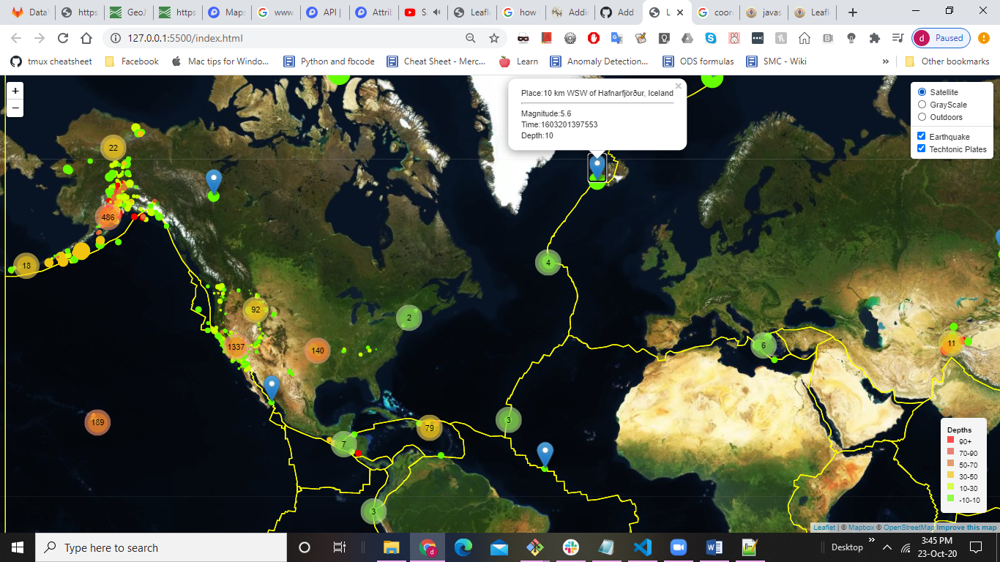 Data
https
GeoJ
https
Maps
www.
API |
Attrib
S
Leafle
how
Addi
Add
Le
coord
javas
Leafl
127.0.0.1:5500/index.html
d
Paused
tmux cheatsheet
Facebook
Mac tips for Windo...
Python and fbcode
Cheat Sheet - Merc...
Learn
Anomaly Detection...
ODS formulas
SMC - Wiki
»
Other bookmarks
+
−
Place:10 km WSW of Hafnarfjörður, Iceland
×
Magnitude:5.6
Time:1603201397553
Depth:10
Satellite
GrayScale
Outdoors
Earthquake
Techtonic Plates
22
486
18
4
92
2
1337
140
6
11
189
3
79
7
3
Depths
90+
70-90
50-70
30-50
10-30
-10-10
Leaflet | © Mapbox © OpenStreetMap Improve this map
Type here to search
Desktop
»
3:45 PM
23-Oct-20